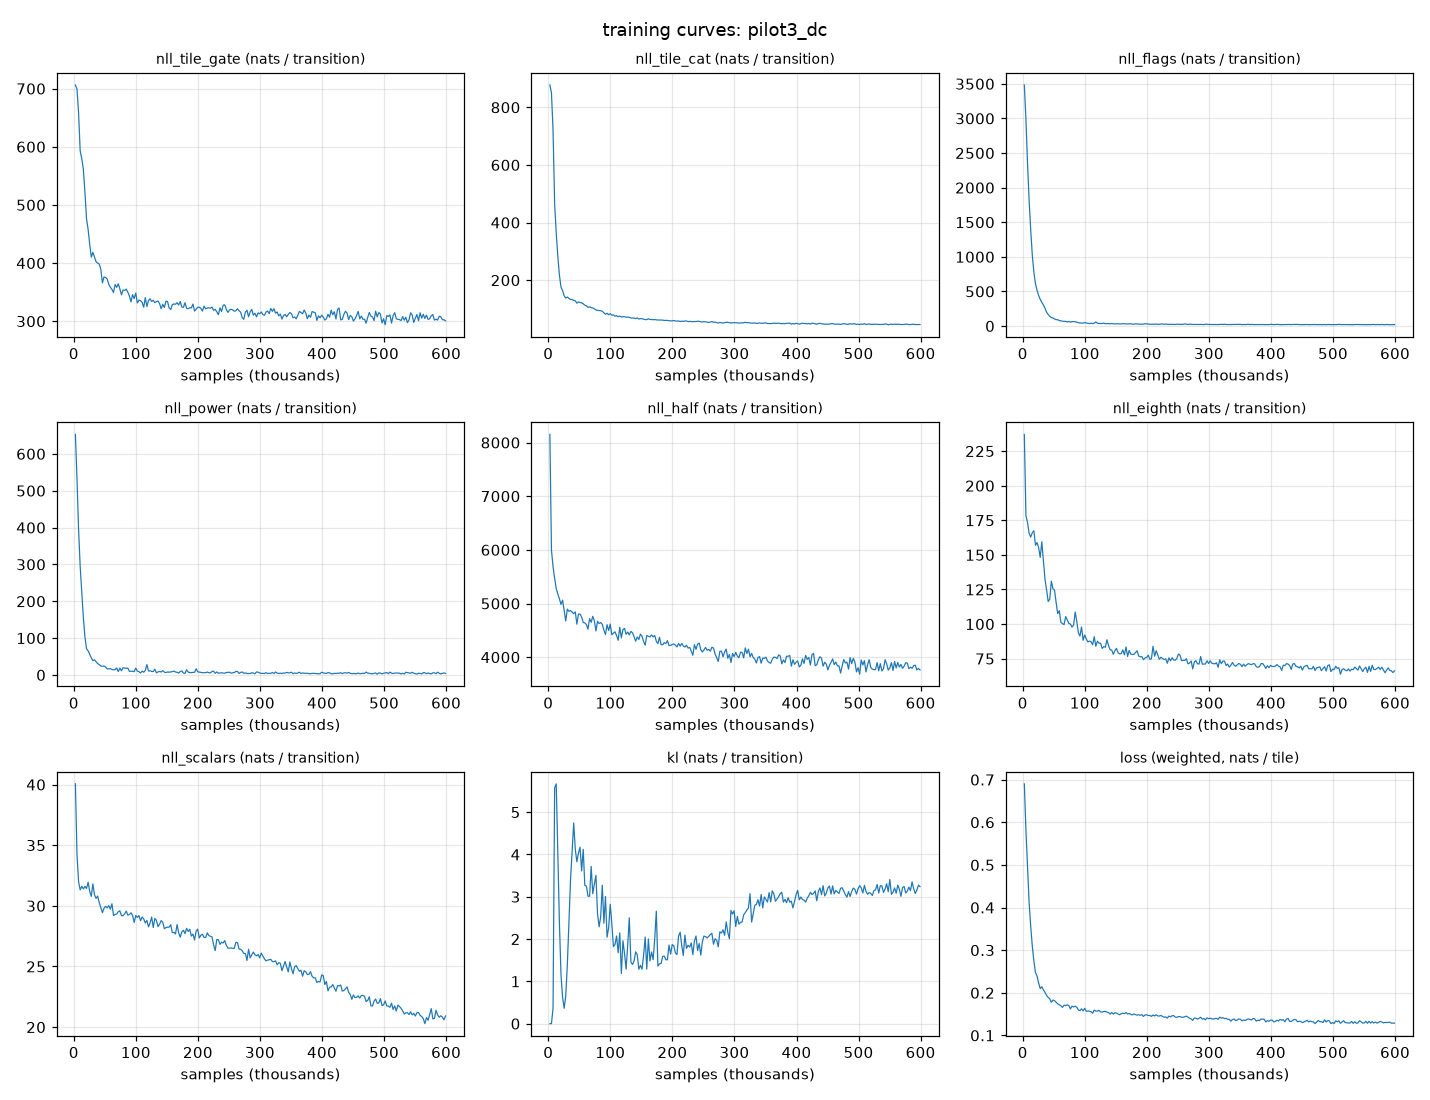 training curves: pilot3_dc
nll_tile_gate (nats / transition)
700
600
500
400
300
0 100 200 300 400 500 600
samples (thousands)
nll_tile_cat (nats / transition)
800
600
400
200
0 100 200 300 400 500 600
samples (thousands)
nll_flags (nats / transition)
3500
3000
2500
2000
1500
1000
500
0
0 100 200 300 400 500 600
samples (thousands)
nll_power (nats / transition)
600
500
400
300
200
100
0
0 100 200 300 400 500 600
samples (thousands)
nll_half (nats / transition)
8000
7000
6000
5000
4000
0 100 200 300 400 500 600
samples (thousands)
nll_eighth (nats / transition)
225
200
175
150
125
100
75
0 100 200 300 400 500 600
samples (thousands)
nll_scalars (nats / transition)
40
35
30
25
20
0 100 200 300 400 500 600
samples (thousands)
kl (nats / transition)
5
4
3
2
1
0
0 100 200 300 400 500 600
samples (thousands)
loss (weighted, nats / tile)
0.7
0.6
0.5
0.4
0.3
0.2
0.1
0 100 200 300 400 500 600
samples (thousands)